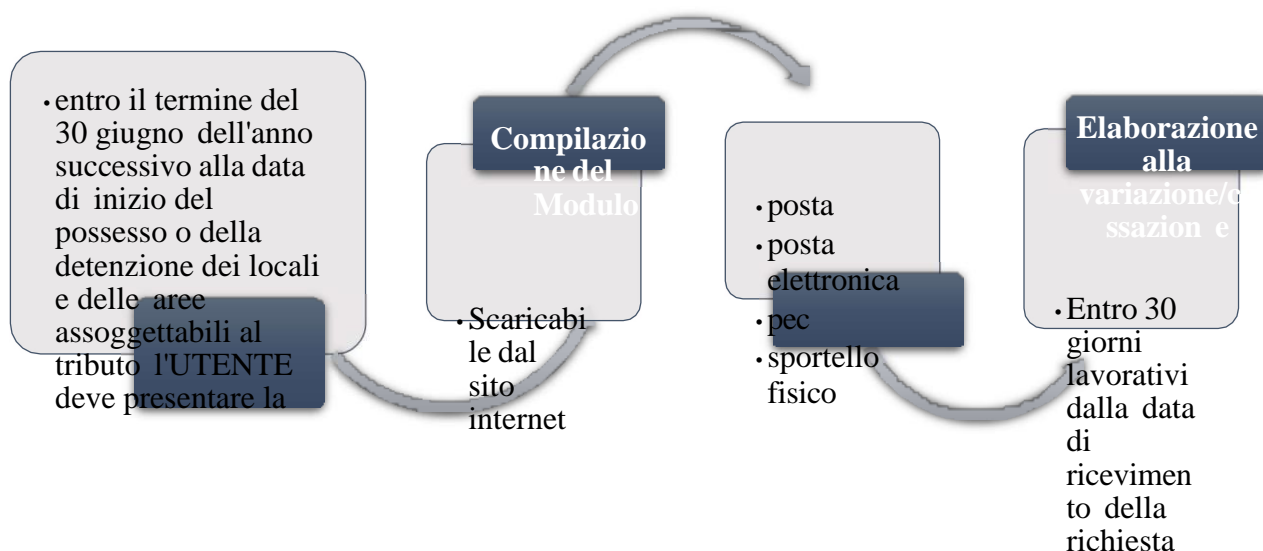 • entro il termine del
30 giugno dell'anno
successivo alla data
di inizio del
possesso o della
detenzione dei locali
e delle aree
assoggettabili al
tributo l'UTENTE
deve presentare la
Compilazio
ne del
Modulo
• Scaricabi
le dal
sito
internet
• posta
• posta
elettronica
• pec
• sportello
fisico
Elaborazione
alla
variazione/c
ssazion e
• Entro 30
giorni
lavorativi
dalla data
di
ricevimen
to della
richiesta